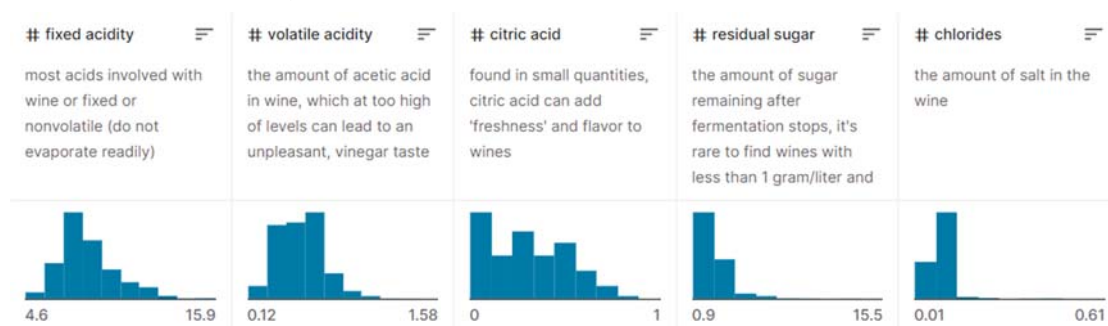 # fixed acidity
most acids involved with
wine or fixed or
nonvolatile (do not
evaporate readily)
4.6 15.9
# volatile acidity
the amount of acetic acid
in wine, which at too high
of levels can lead to an
unpleasant, vinegar taste
0.12 1.58
# citric acid
found in small quantities,
citric acid can add
'freshness' and flavor to
wines
0 1
# residual sugar
the amount of sugar
remaining after
fermentation stops, it's
rare to find wines with
less than 1 gram/liter and
0.9 15.5
# chlorides
the amount of salt in the
wine
0.01 0.61